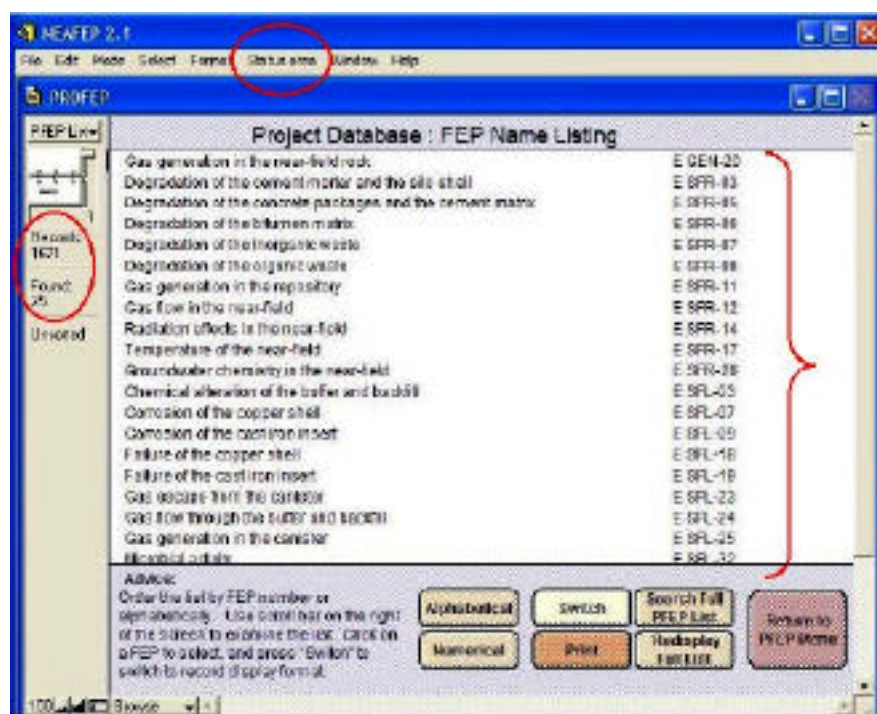 NEAFEP 2.1
File Edit Mode Select Format Status area Window Help
PROFEP
PFEP List
Project Database : FEP Name Listing
Gas generation in the near-field rock E GEN-20
Degradation of the cement mortar and the silo shell E SFR-03
Degradation of the concrete packages and the cement matrix E SFR-05
Degradation of the bitumen matrix E SFR-06
Degradation of the inorganic waste E SFR-07
Degradation of the organic waste E SFR-08
Gas generation in the repository E SFR-11
Gas flow in the near-field E SFR-12
Radiation effects in the near-field E SFR-14
Temperature of the near-field E SFR-17
Groundwater chemistry in the near-field E SFR-28
Chemical alteration of the buffer and backfill E SFL-03
Corrosion of the copper shell E SFL-07
Corrosion of the cast iron insert E SFL-09
Failure of the copper shell E SFL-18
Failure of the cast iron insert E SFL-19
Gas escape from the canister E SFL-23
Gas flow through the buffer and backfill E SFL-24
Gas generation in the canister E SFL-25
Microbial activity E SFL-32
Records:
1671
Found:
25
Unsorted
Advice:
Order the list by FEP number or
alphabetically. Use scroll bar on the right
of the screen to examine the list. Click on
a FEP to select, and press "Switch" to
switch to record display format.
Alphabetical
Switch
Search Full
PFEP List
Numerical
Print
Redisplay
Full List
Return to
PFEP Menu
100
Browse